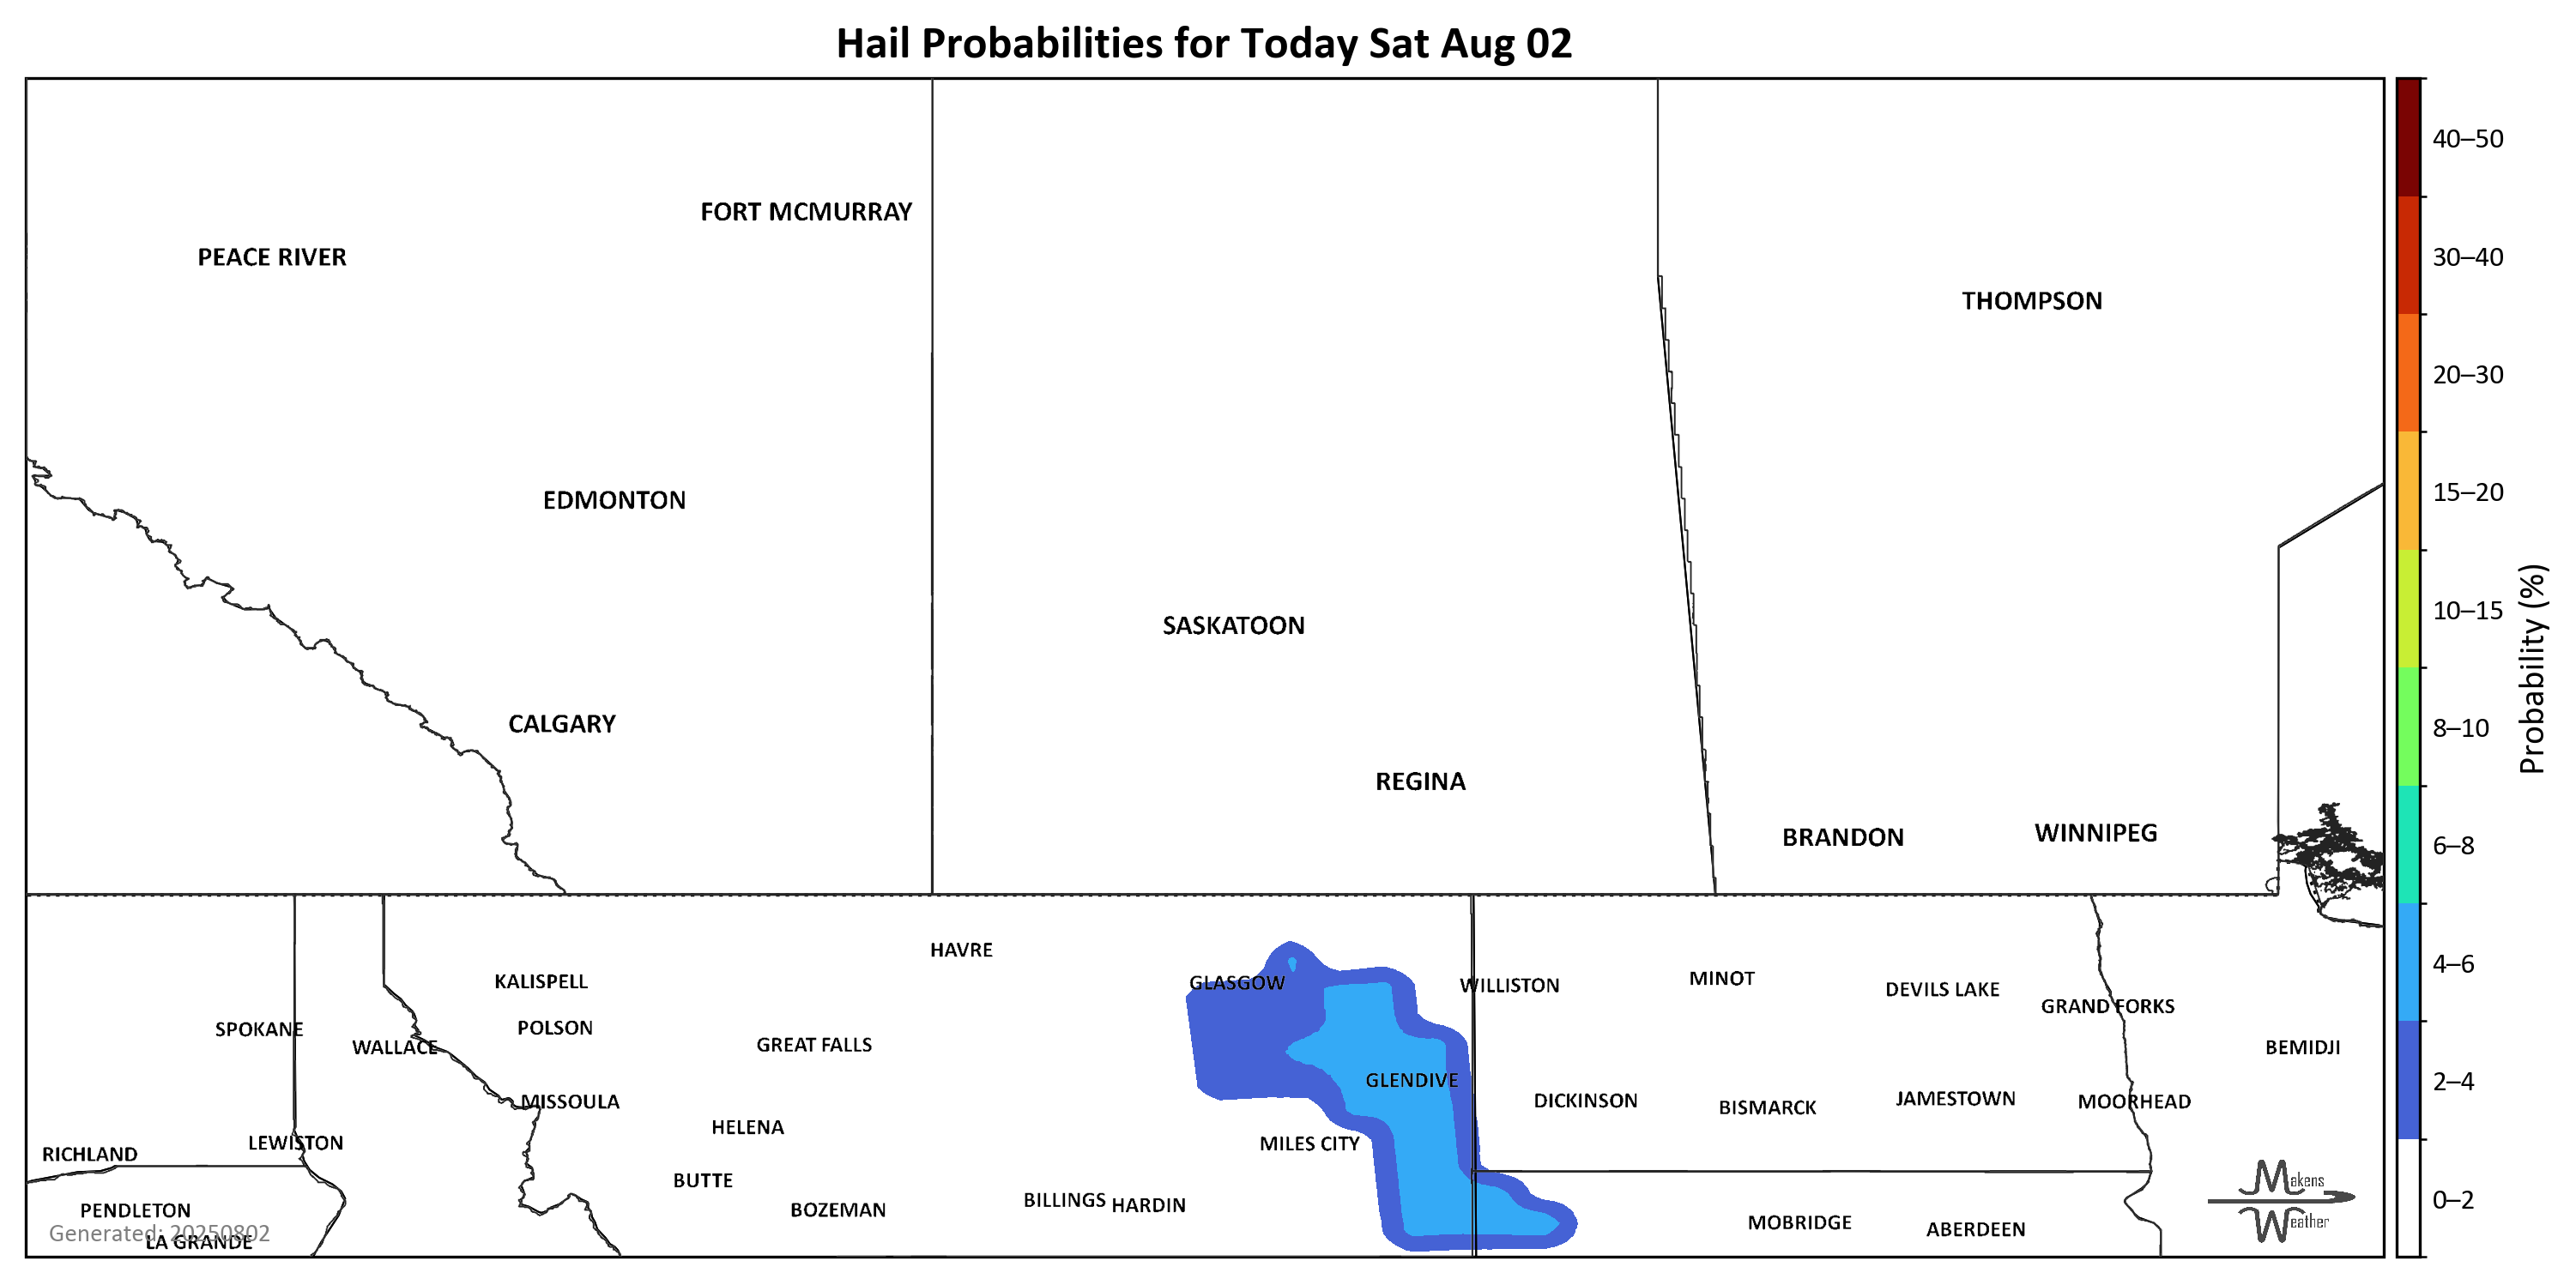 Hail Probabilities for Today Sat Aug 02
FORT MCMURRAY
PEACE RIVER
THOMPSON
EDMONTON
SASKATOON
CALGARY
REGINA
BRANDON
WINNIPEG
HAVRE
KALISPELL
GLASGOW
WILLISTON
MINOT
DEVILS LAKE
GRAND FORKS
SPOKANE
POLSON
WALLACE
GREAT FALLS
BEMIDJI
GLENDIVE
MISSOULA
DICKINSON
BISMARCK
JAMESTOWN
MOORHEAD
HELENA
LEWISTON
MILES CITY
RICHLAND
BUTTE
BILLINGS
HARDIN
PENDLETON
BOZEMAN
MOBRIDGE
ABERDEEN
Generated: 20250802
LA GRANDE
Makens
Weather
40–50
30–40
20–30
15–20
10–15
8–10
6–8
4–6
2–4
0–2
Probability (%)